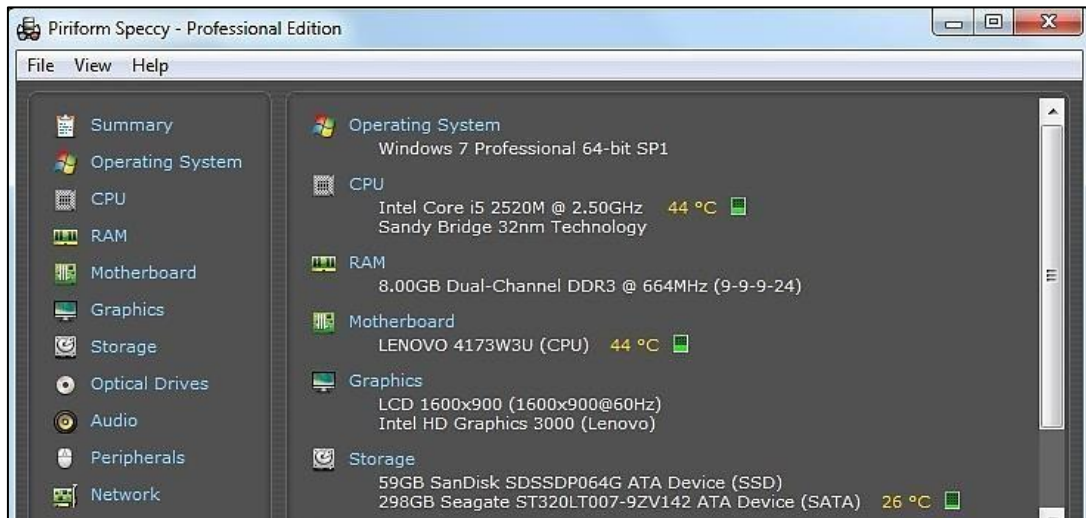 Piriform Speccy - Professional Edition
File View Help
Summary
Operating System
CPU
RAM
Motherboard
Graphics
Storage
Optical Drives
Audio
Peripherals
Network
Operating System
Windows 7 Professional 64-bit SP1
CPU
Intel Core i5 2520M @ 2.50GHz 44 °C
Sandy Bridge 32nm Technology
RAM
8.00GB Dual-Channel DDR3 @ 664MHz (9-9-9-24)
Motherboard
LENOVO 4173W3U (CPU) 44 °C
Graphics
LCD 1600x900 (1600x900@60Hz)
Intel HD Graphics 3000 (Lenovo)
Storage
59GB SanDisk SDSSDP064G ATA Device (SSD)
298GB Seagate ST320LT007-9ZV142 ATA Device (SATA) 26 °C